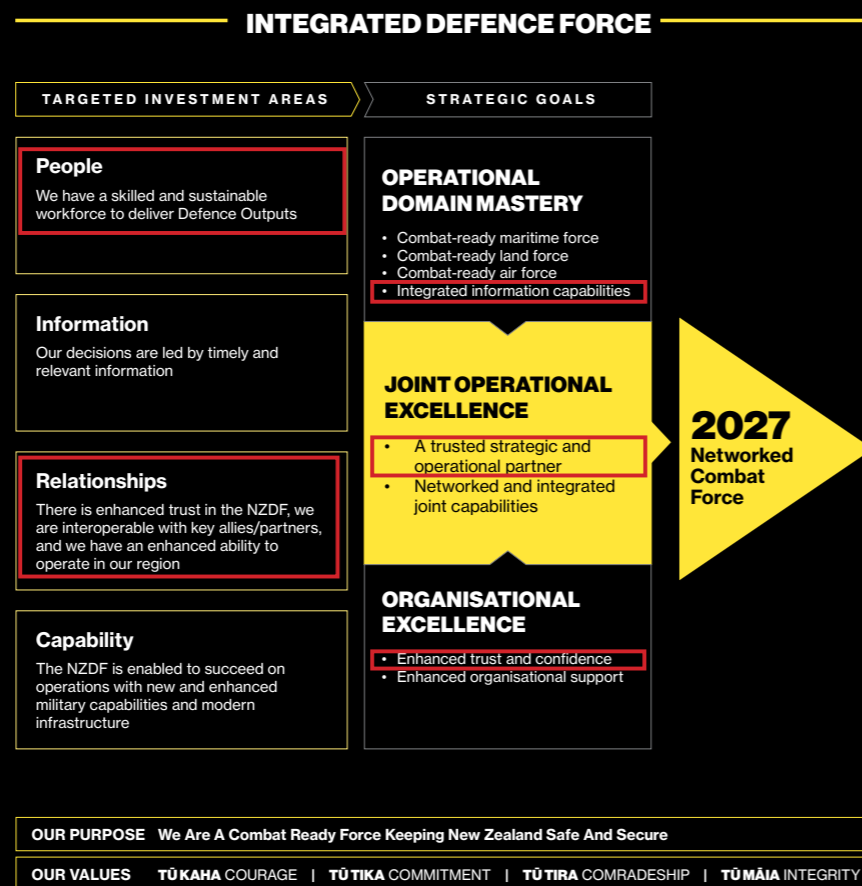 INTEGRATED DEFENCE FORCE
TARGETED INVESTMENT AREAS
STRATEGIC GOALS
People
We have a skilled and sustainable
workforce to deliver Defence Outputs
Information
Our decisions are led by timely and
relevant information
Relationships
There is enhanced trust in the NZDF, we
are interoperable with key allies/partners,
and we have an enhanced ability to
operate in our region
Capability
The NZDF is enabled to succeed on
operations with new and enhanced
military capabilities and modern
infrastructure
OPERATIONAL
DOMAIN MASTERY
• Combat-ready maritime force
• Combat-ready land force
• Combat-ready air force
• Integrated information capabilities
JOINT OPERATIONAL
EXCELLENCE
• A trusted strategic and
operational partner
• Networked and integrated
joint capabilities
ORGANISATIONAL
EXCELLENCE
• Enhanced trust and confidence
• Enhanced organisational support
2027
Networked
Combat
Force
OUR PURPOSE We Are A Combat Ready Force Keeping New Zealand Safe And Secure
OUR VALUES TŪ KAHA COURAGE | TŪ TIKA COMMITMENT | TŪ TIRA COMRADESHIP | TŪ MĀIA INTEGRITY